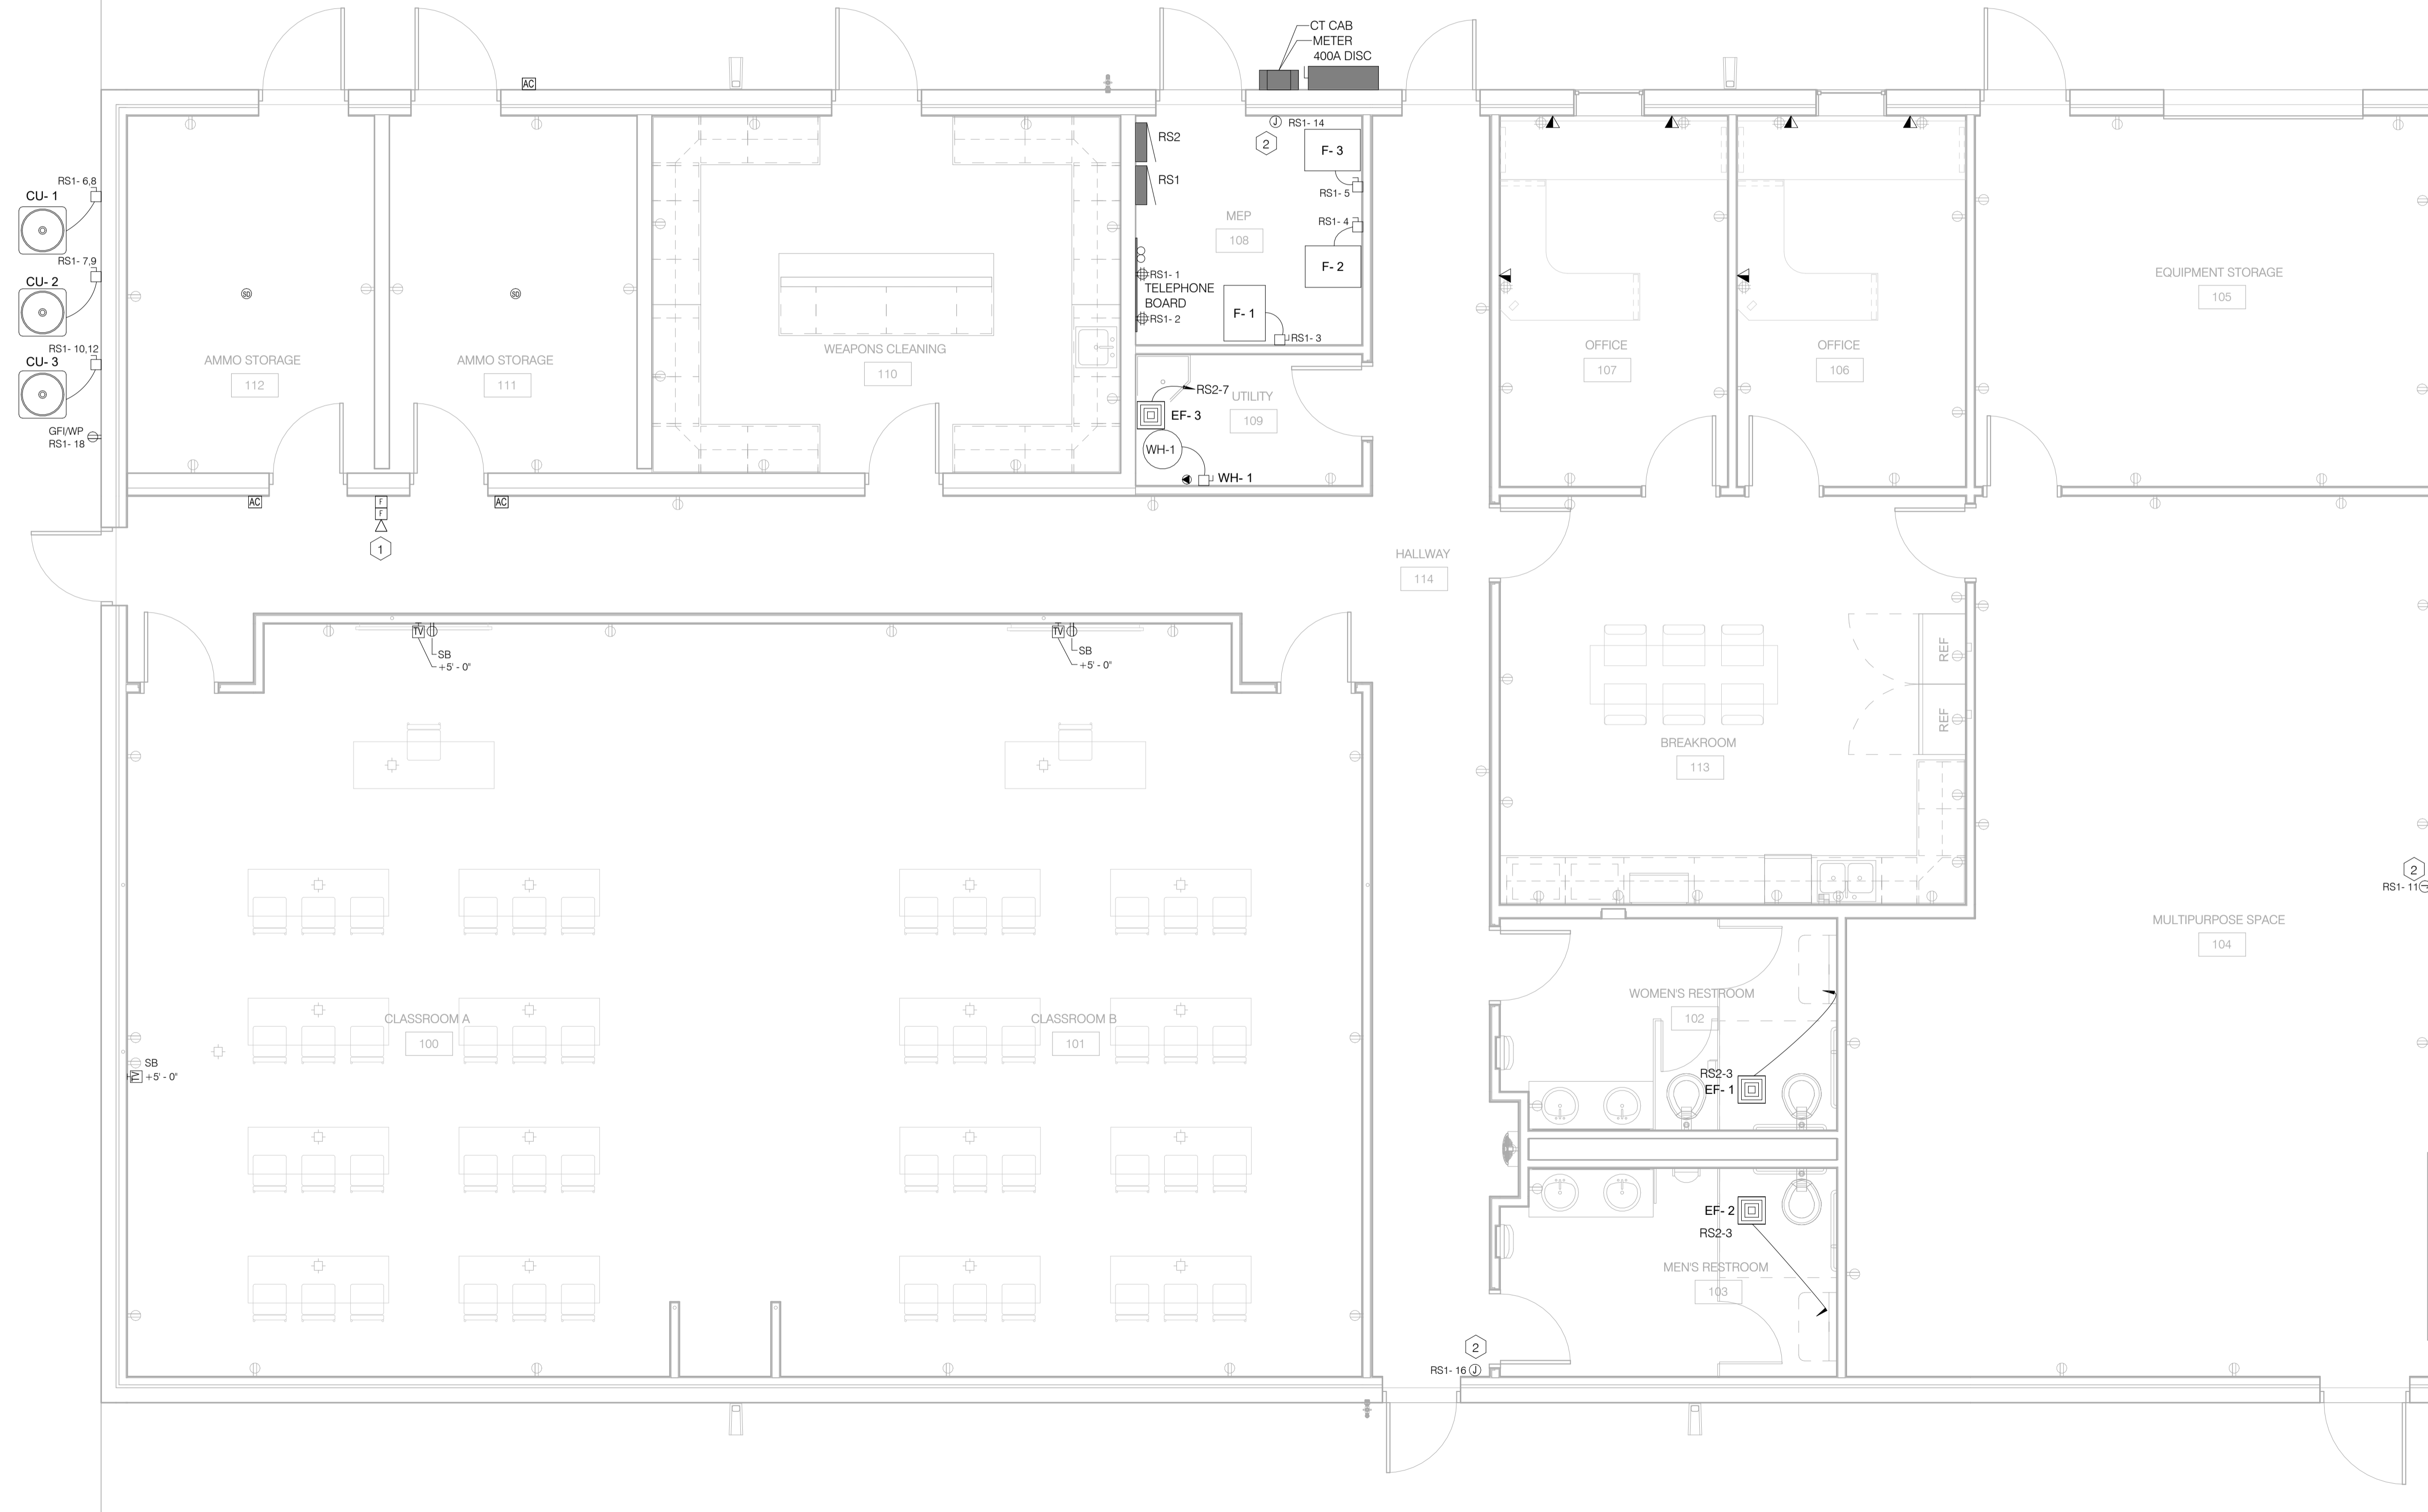 CT CAB
METER
400A DISC
AC
RS2
RS1
RS1- 14
2
F- 3
RS1- 5
RS1- 4
MEP
108
F- 2
RS1- 1
TELEPHONE
BOARD
RS1- 2
F- 1
RS1- 3
RS1- 6,8
CU- 1
RS1- 7,9
CU- 2
RS1- 10,12
CU- 3
GFI/WP
RS1- 18
SD
SD
AMMO STORAGE
112
AMMO STORAGE
111
WEAPONS CLEANING
110
RS2-7
EF- 3
UTILITY
109
WH-1
WH- 1
OFFICE
107
OFFICE
106
EQUIPMENT STORAGE
105
AC
F
F
1
AC
HALLWAY
114
TV
SB
+5' - 0"
TV
SB
+5' - 0"
REF
REF
BREAKROOM
113
2
RS1- 11
MULTIPURPOSE SPACE
104
CLASSROOM A
100
CLASSROOM B
101
SB
TV
+5' - 0"
WOMEN'S RESTROOM
102
RS2-3
EF- 1
EF- 2
RS2-3
MEN'S RESTROOM
103
2
RS1- 16
J
J